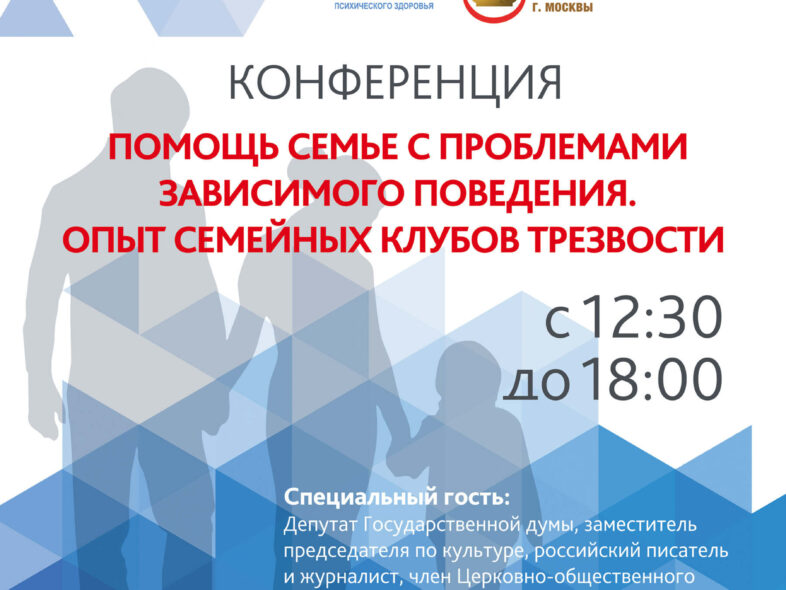 ПСИХИЧЕСКОГО ЗДОРОВЬЯ
Г. МОСКВЫ
КОНФЕРЕНЦИЯ
ПОМОЩЬ СЕМЬЕ С ПРОБЛЕМАМИ
ЗАВИСИМОГО ПОВЕДЕНИЯ.
ОПЫТ СЕМЕЙНЫХ КЛУБОВ ТРЕЗВОСТИ
с 12:30
до 18:00
Специальный гость:
Депутат Государственной думы, заместитель
председателя по культуре, российский писатель
и журналист, член Церковно-общественного